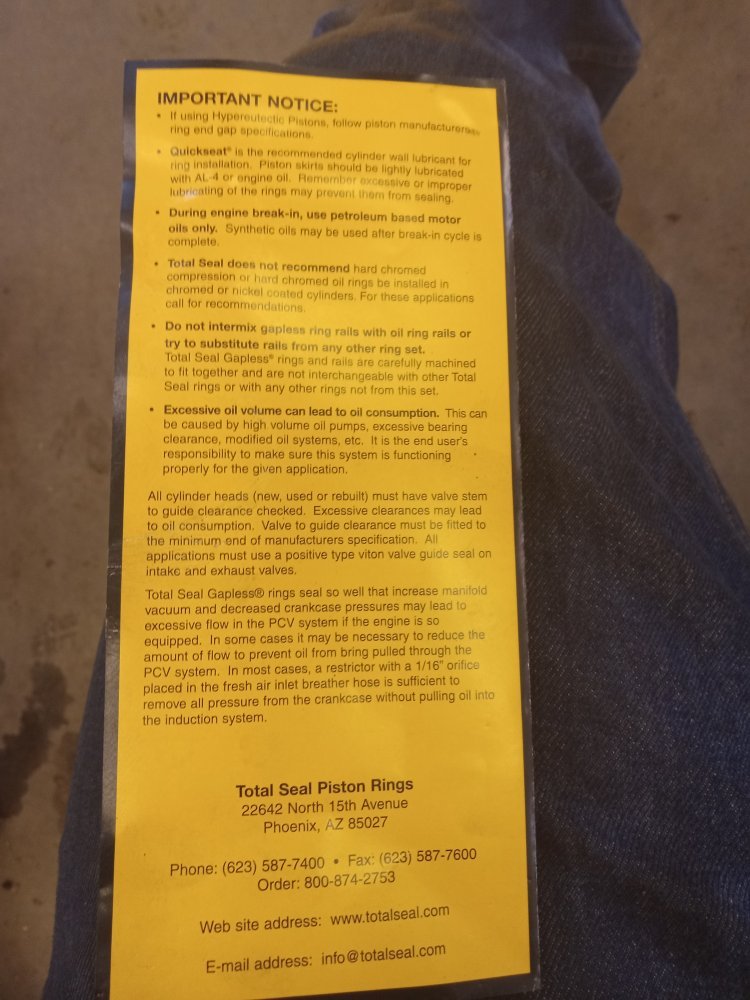 IMPORTANT NOTICE:
• If using Hypereutectic Pistons, follow piston manufacturers
ring end gap specifications.
• Quickseat® is the recommended cylinder wall lubricant for
ring installation. Piston skirts should be lightly lubricated
with AL-4 or engine oil. Remember excessive or improper
lubricating of the rings may prevent them from sealing.
• During engine break-in, use petroleum based motor
oils only. Synthetic oils may be used after break-in cycle is
complete.
• Total Seal does not recommend hard chromed
compression or hard chromed oil rings be installed in
chromed or nickel coated cylinders. For these applications
call for recommendations.
• Do not intermix gapless ring rails with oil ring rails or
try to substitute rails from any other ring set.
Total Seal Gapless® rings and rails are carefully machined
to fit together and are not interchangeable with other Total
Seal rings or with any other rings not from this set.
• Excessive oil volume can lead to oil consumption. This can
be caused by high volume oil pumps, excessive bearing
clearance, modified oil systems, etc. It is the end user's
responsibility to make sure this system is functioning
properly for the given application.
All cylinder heads (new, used or rebuilt) must have valve stem
to guide clearance checked. Excessive clearances may lead
to oil consumption. Valve to guide clearance must be fitted to
the minimum end of manufacturers specification. All
applications must use a positive type viton valve guide seal on
intake and exhaust valves.
Total Seal Gapless® rings seal so well that increase manifold
vacuum and decreased crankcase pressures may lead to
excessive flow in the PCV system if the engine is so
equipped. In some cases it may be necessary to reduce the
amount of flow to prevent oil from bring pulled through the
PCV system. In most cases, a restrictor with a 1/16" orifice
placed in the fresh air inlet breather hose is sufficient to
remove all pressure from the crankcase without pulling oil into
the induction system.
Total Seal Piston Rings
22642 North 15th Avenue
Phoenix, AZ 85027
Phone: (623) 587-7400 • Fax: (623) 587-7600
Order: 800-874-2753
Web site address: www.totalseal.com
E-mail address: info@totalseal.com